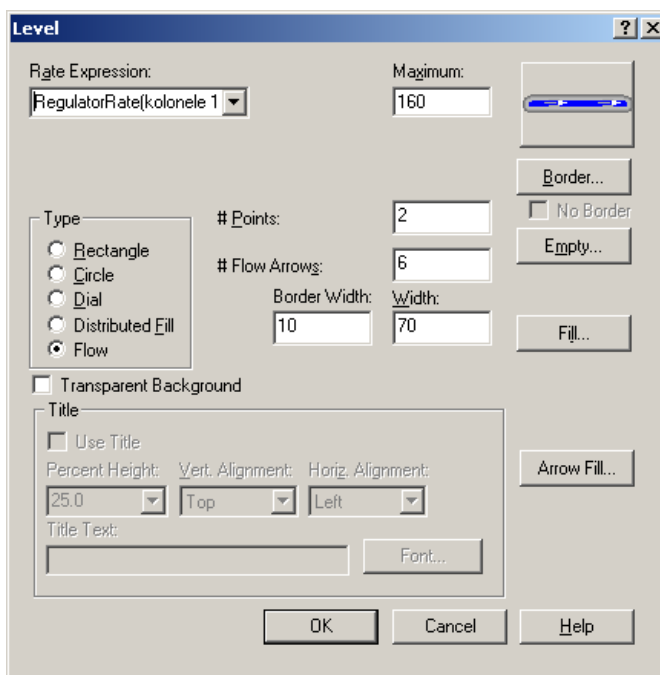 Level
Rate Expression:
Maximum:
RegulatorRate(kolonele 1
160
Border...
No Border
Type
# Points:
2
Rectangle
Empty...
Circle
# Flow Arrows:
6
Dial
Border Width:
Width:
Distributed Fill
10
70
Fill...
Flow
Transparent Background
Title
Use Title
Percent Height:
Vert. Alignment:
Horiz. Alignment:
Arrow Fill...
25.0
Top
Left
Title Text:
Font...
OK
Cancel
Help